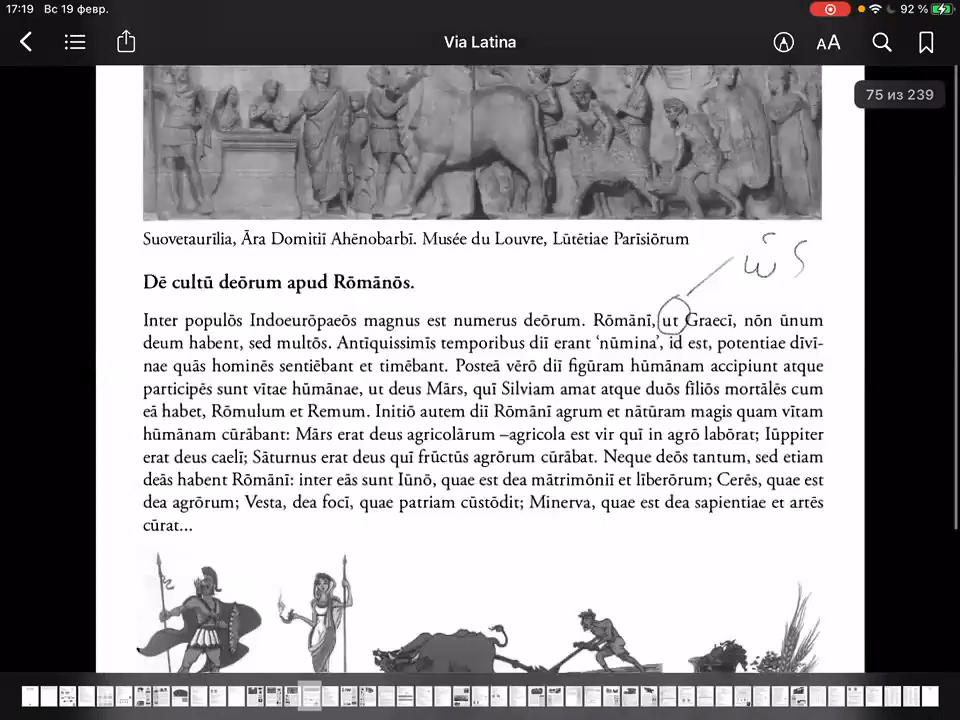 17:19 Вс 19 февр. 92 %
Via Latina
AA
75 из 239
Suovetaurīlia, Āra Domitiī Ahēnobarbī. Musée du Louvre, Lūtētiae Parīsiōrum
Dē cultū deōrum apud Rōmānōs.
Inter populōs Indoeurōpaeōs magnus est numerus deōrum. Rōmānī, ut Graecī, nōn ūnum
deum habent, sed multōs. Antīquissimīs temporibus diī erant ‘nūmina’, id est, potentiae dīvī-
nae quās hominēs sentiēbant et timēbant. Posteā vērō diī figūram hūmānam accipiunt atque
participēs sunt vītae hūmānae, ut deus Mārs, quī Silviam amat atque duōs fīliōs mortālēs cum
eā habet, Rōmulum et Remum. Initiō autem diī Rōmānī agrum et nātūram magis quam vītam
hūmānam cūrābant: Mārs erat deus agricolārum –agricola est vir quī in agrō labōrat; Iūppiter
erat deus caelī; Sāturnus erat deus quī frūctūs agrōrum cūrābat. Neque deōs tantum, sed etiam
deās habent Rōmānī: inter eās sunt Iūnō, quae est dea mātrimōniī et līberōrum; Cerēs, quae est
dea agrōrum; Vesta, dea focī, quae patriam cūstōdit; Minerva, quae est dea sapientiae et artēs
cūrat...